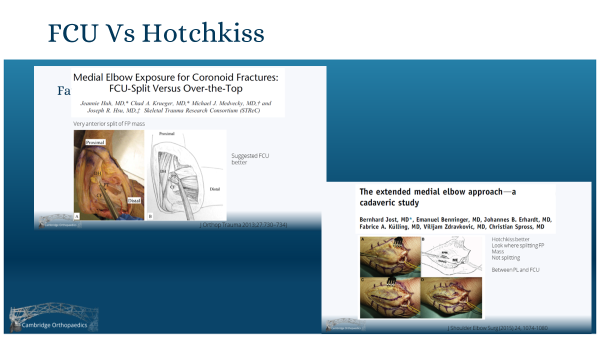 FCU Vs Hotchkiss
Fa
Medial Elbow Exposure for Coronoid Fractures:
FCU-Split Versus Over-the-Top
Jeannie Huh, MD,* Chad A. Krueger, MD,* Michael J. Medvecky, MD,† and
Joseph R. Hsu, MD,‡ Skeletal Trauma Research Consortium (STReC)
Very anterior split of FP mass
Proximal
Distal
A
Proximal
Distal
B
Suggested FCU
better
J Orthop Trauma 2013;27:730–734)
The extended medial elbow approach—a
cadaveric study
Bernhard Jost, MD*, Emanuel Benninger, MD, Johannes B. Erhardt, MD,
Fabrice A. Külling, MD, Vilijam Zdravkovic, MD, Christian Spross, MD
Hotchkiss better
Look where splitting FP
Mass
Not splitting
Between PL and FCU
J Shoulder Elbow Surg (2015) 24, 1074-1080
Cambridge Orthopaedics